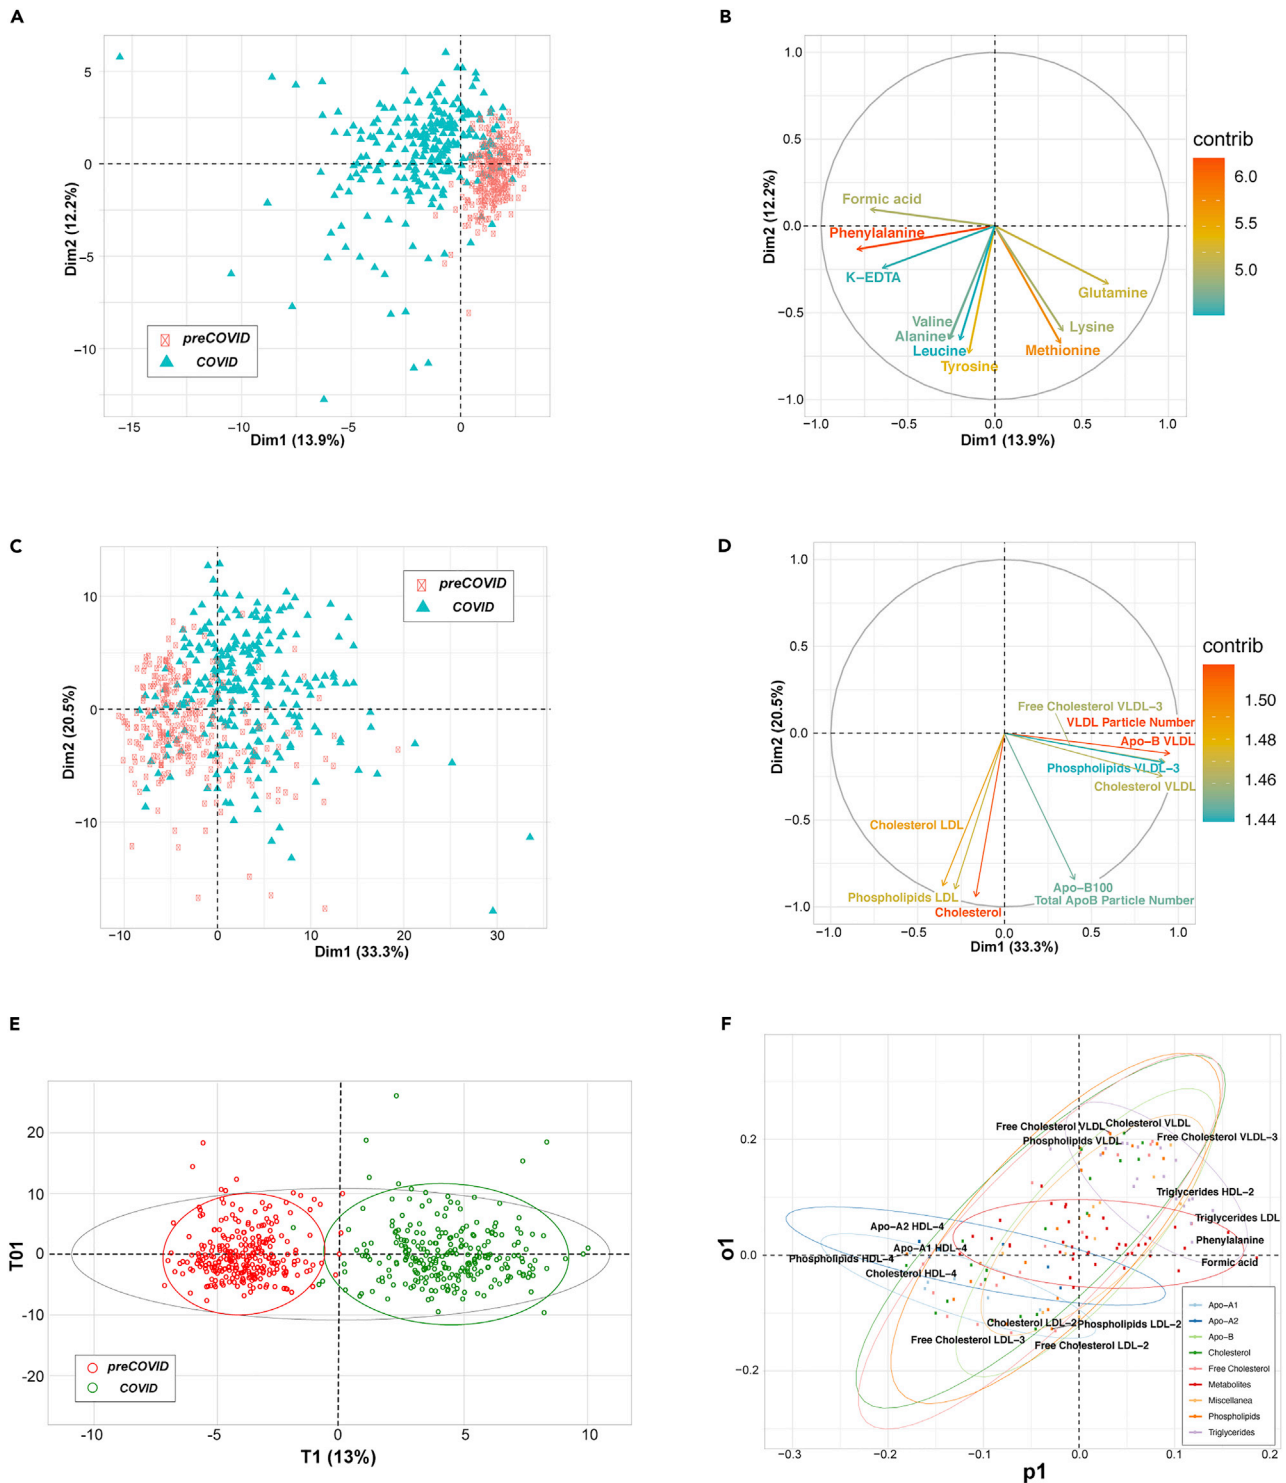 A
5
0
−5
−10
Dim2 (12.2%)
preCOVID
COVID
−15
−10
−5
0
Dim1 (13.9%)
B
1.0
0.5
0.0
−0.5
−1.0
Dim2 (12.2%)
Formic acid
Phenylalanine
K−EDTA
Valine
Alanine
Leucine
Tyrosine
Glutamine
Lysine
Methionine
−1.0
−0.5
0.0
0.5
1.0
Dim1 (13.9%)
contrib
6.0
5.5
5.0
C
10
0
−10
Dim2 (20.5%)
preCOVID
COVID
−10
0
10
20
30
Dim1 (33.3%)
D
1.0
0.5
0.0
−0.5
−1.0
Dim2 (20.5%)
Free Cholesterol VLDL−3
VLDL Particle Number
Apo−B VLDL
Phospholipids VLDL−3
Cholesterol VLDL
Cholesterol LDL
Phospholipids LDL
Cholesterol
Apo−B100
Total ApoB Particle Number
−1.0
−0.5
0.0
0.5
1.0
Dim1 (33.3%)
contrib
1.50
1.48
1.46
1.44
E
20
10
0
-10
-20
T01
preCOVID
COVID
-10
-5
0
5
10
T1 (13%)
F
0.2
0.0
−0.2
o1
Free Cholesterol VLDL
Cholesterol VLDL
Phospholipids VLDL
Free Cholesterol VLDL−3
Triglycerides HDL−2
Triglycerides LDL
Phenylalanine
Formic acid
Apo−A2 HDL−4
Apo−A1 HDL−4
Phospholipids HDL−4
Cholesterol HDL−4
Cholesterol LDL−2
Phospholipids LDL−2
Free Cholesterol LDL−3
Free Cholesterol LDL−2
Apo−A1
Apo−A2
Apo−B
Cholesterol
Free Cholesterol
Metabolites
Miscellanea
Phospholipids
Triglycerides
−0.3
−0.2
−0.1
0.0
0.1
0.2
p1